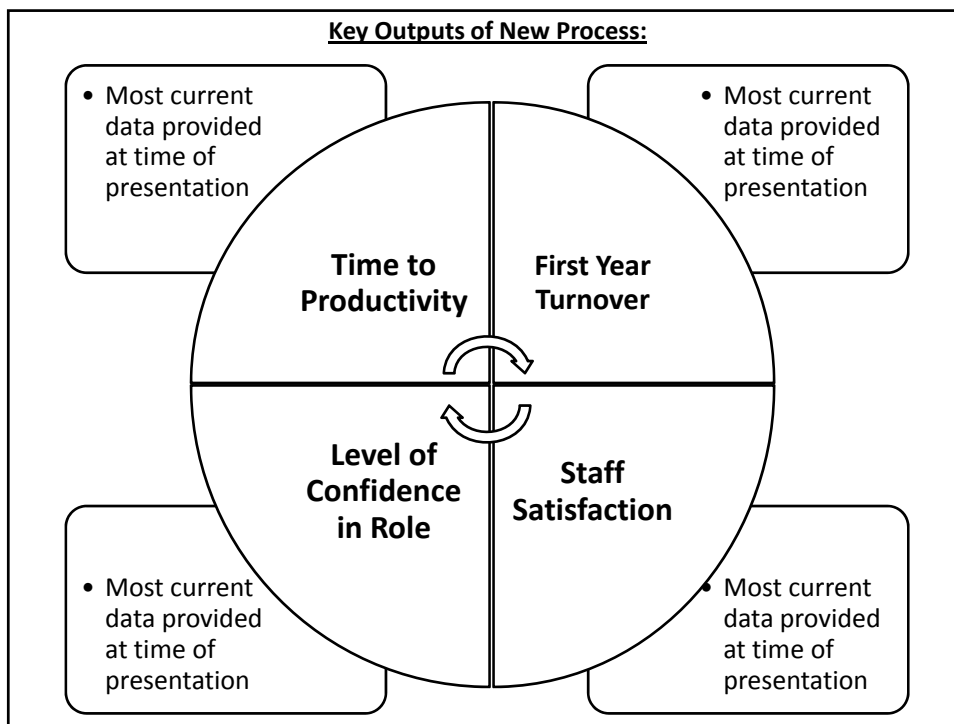 Key Outputs of New Process:
• Most current
data provided
at time of
presentation
• Most current
data provided
at time of
presentation
Time to
Productivity
First Year
Turnover
Level of
Confidence
in Role
Staff
Satisfaction
• Most current
data provided
at time of
presentation
• Most current
data provided
at time of
presentation